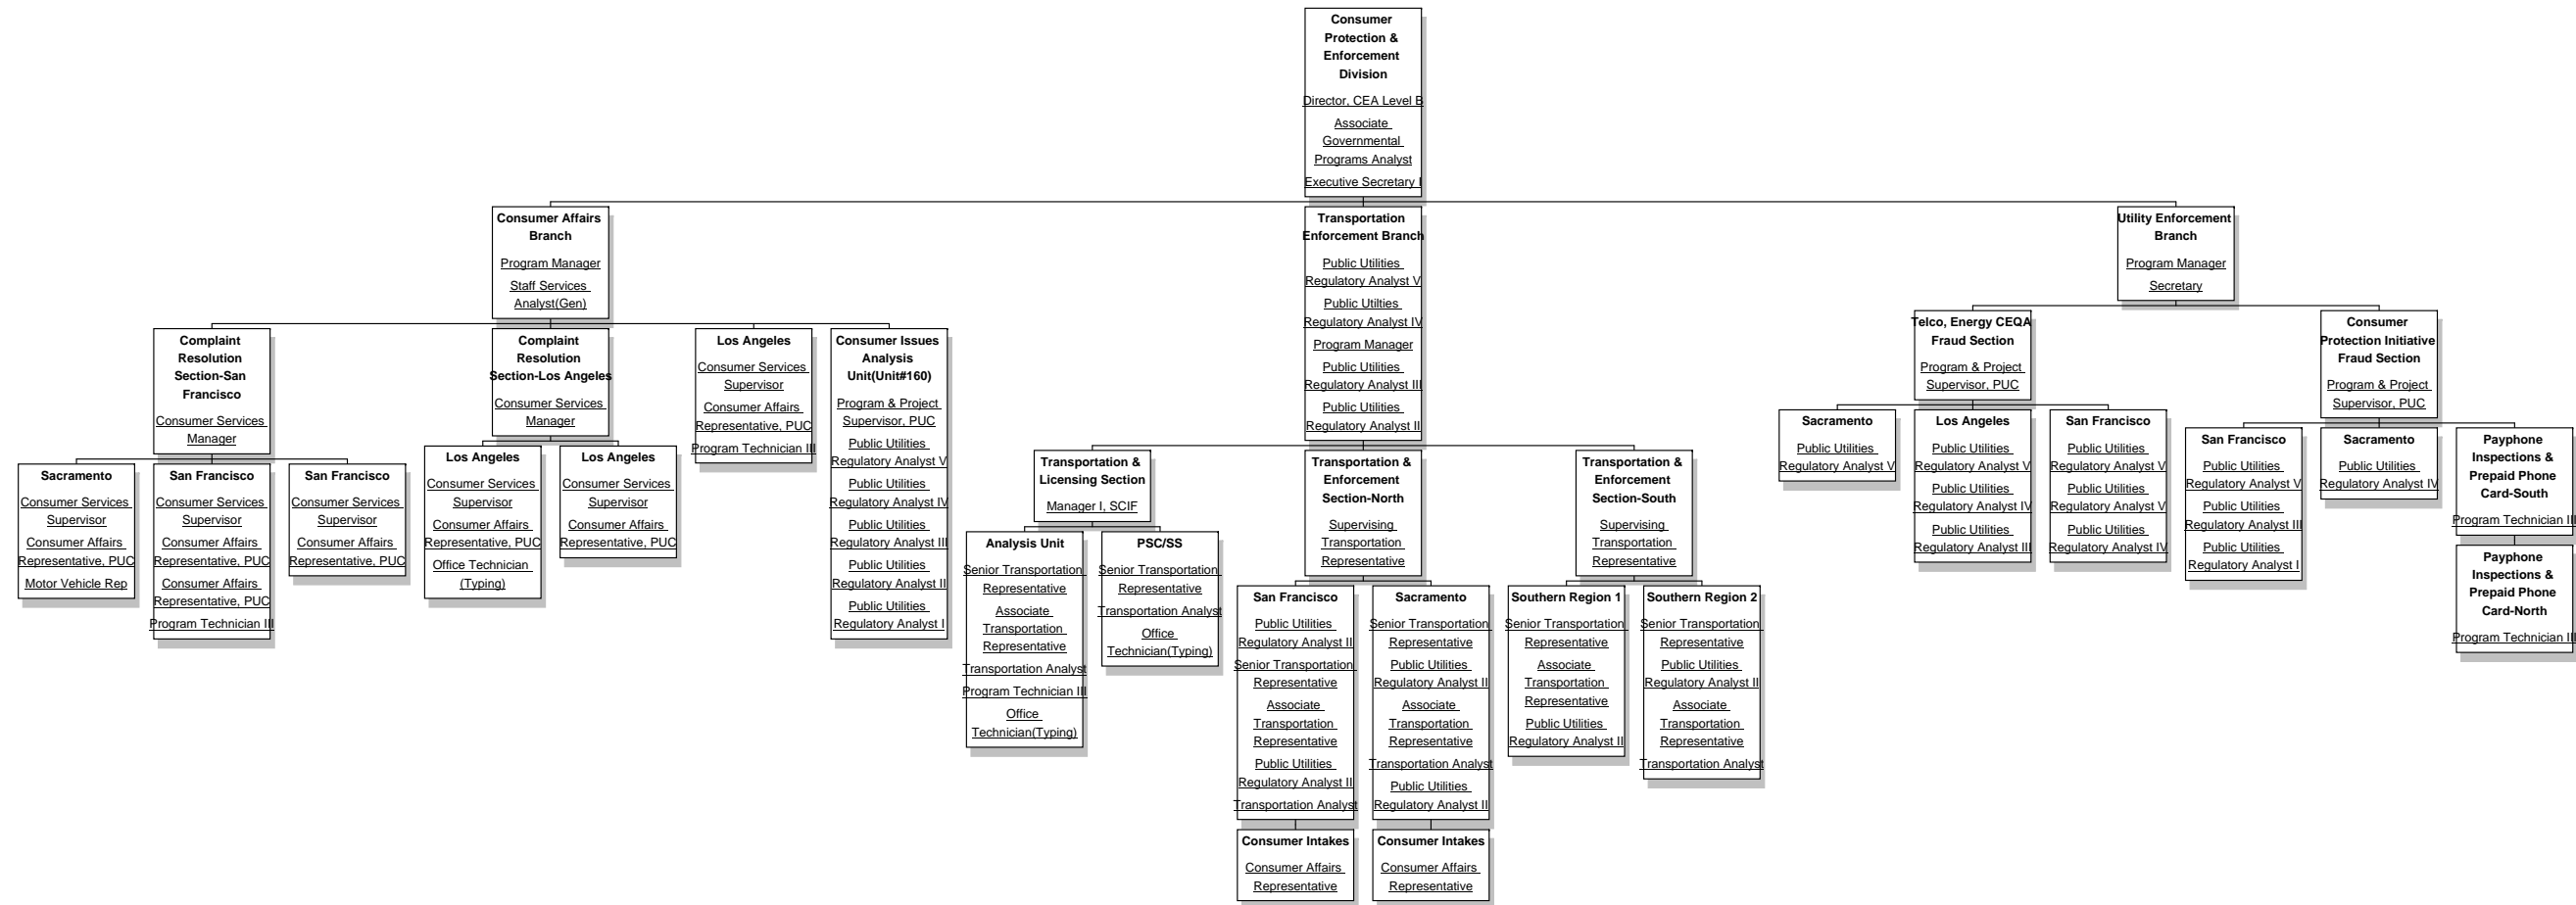 Consumer
Protection &
Enforcement
Division
Director, CEA Level B
Associate
Governmental
Programs Analyst
Executive Secretary I
Consumer Affairs
Branch
Program Manager
Staff Services
Analyst(Gen)
Transportation
Enforcement Branch
Public Utilities
Regulatory Analyst V
Public Utilties
Regulatory Analyst IV
Program Manager
Public Utilities
Regulatory Analyst III
Public Utilities
Regulatory Analyst II
Utility Enforcement
Branch
Program Manager
Secretary
Complaint
Resolution
Section-San
Francisco
Consumer Services
Manager
Complaint
Resolution
Section-Los Angeles
Consumer Services
Manager
Los Angeles
Consumer Services
Supervisor
Consumer Affairs
Representative, PUC
Program Technician III
Consumer Issues
Analysis
Unit(Unit#160)
Program & Project
Supervisor, PUC
Public Utilities
Regulatory Analyst V
Public Utilities
Regulatory Analyst IV
Public Utilities
Regulatory Analyst III
Public Utilities
Regulatory Analyst II
Public Utilities
Regulatory Analyst I
Telco, Energy CEQA
Fraud Section
Program & Project
Supervisor, PUC
Consumer
Protection Initiative
Fraud Section
Program & Project
Supervisor, PUC
Sacramento
Consumer Services
Supervisor
Consumer Affairs
Representative, PUC
Motor Vehicle Rep
San Francisco
Consumer Services
Supervisor
Consumer Affairs
Representative, PUC
Consumer Affairs
Representative, PUC
Program Technician III
San Francisco
Consumer Services
Supervisor
Consumer Affairs
Representative, PUC
Los Angeles
Consumer Services
Supervisor
Consumer Affairs
Representative, PUC
Office Technician
(Typing)
Los Angeles
Consumer Services
Supervisor
Consumer Affairs
Representative, PUC
Transportation &
Licensing Section
Manager I, SCIF
Transportation &
Enforcement
Section-North
Supervising
Transportation
Representative
Transportation &
Enforcement
Section-South
Supervising
Transportation
Representative
Sacramento
Public Utilities
Regulatory Analyst V
Los Angeles
Public Utilities
Regulatory Analyst V
Public Utilities
Regulatory Analyst IV
Public Utilities
Regulatory Analyst III
San Francisco
Public Utilities
Regulatory Analyst V
Public Utilities
Regulatory Analyst V
Public Utilities
Regulatory Analyst IV
San Francisco
Public Utilities
Regulatory Analyst V
Public Utilities
Regulatory Analyst III
Public Utilities
Regulatory Analyst I
Sacramento
Public Utilities
Regulatory Analyst IV
Payphone
Inspections &
Prepaid Phone
Card-South
Program Technician III
Payphone
Inspections &
Prepaid Phone
Card-North
Program Technician III
Analysis Unit
Senior Transportation
Representative
Associate
Transportation
Representative
Transportation Analyst
Program Technician III
Office
Technician(Typing)
PSC/SS
Senior Transportation
Representative
Transportation Analyst
Office
Technician(Typing)
San Francisco
Public Utilities
Regulatory Analyst II
Senior Transportation
Representative
Associate
Transportation
Representative
Public Utilities
Regulatory Analyst II
Transportation Analyst
Sacramento
Senior Transportation
Representative
Public Utilities
Regulatory Analyst II
Associate
Transportation
Representative
Transportation Analyst
Public Utilities
Regulatory Analyst II
Southern Region 1
Senior Transportation
Representative
Associate
Transportation
Representative
Public Utilities
Regulatory Analyst II
Southern Region 2
Senior Transportation
Representative
Public Utilities
Regulatory Analyst II
Associate
Transportation
Representative
Transportation Analyst
Consumer Intakes
Consumer Affairs
Representative
Consumer Intakes
Consumer Affairs
Representative